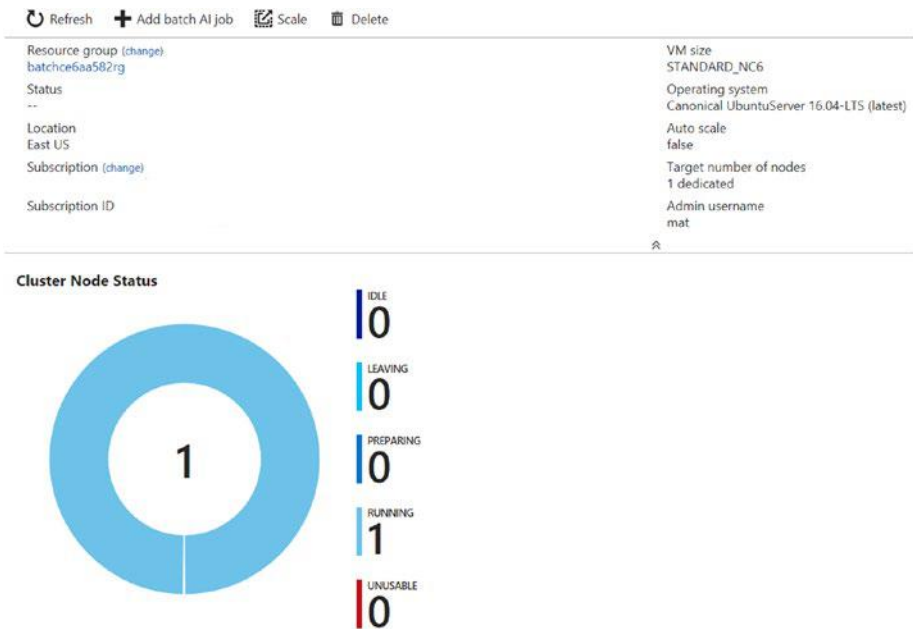 Refresh Add batch AI job Scale Delete
Resource group (change)
batchce6aa582rg
Status
--
Location
East US
Subscription (change)
Subscription ID
VM size
STANDARD_NC6
Operating system
Canonical UbuntuServer 16.04-LTS (latest)
Auto scale
false
Target number of nodes
1 dedicated
Admin username
mat
Cluster Node Status
1
IDLE
0
LEAVING
0
PREPARING
0
RUNNING
1
UNUSABLE
0